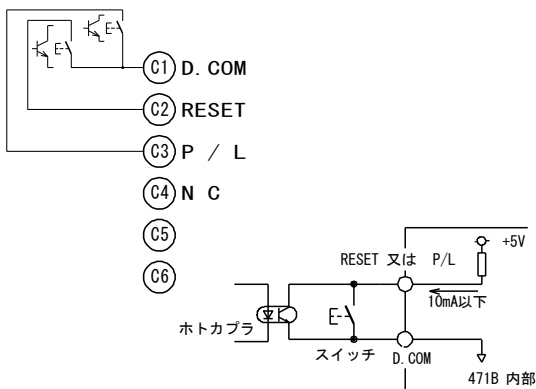 C1 D.COM
C2 RESET
C3 P / L
C4 N C
C5
C6
+5V
RESET 又は P/L
10mA以下
ホトカプラ
スイッチ
D.COM
471B 内部